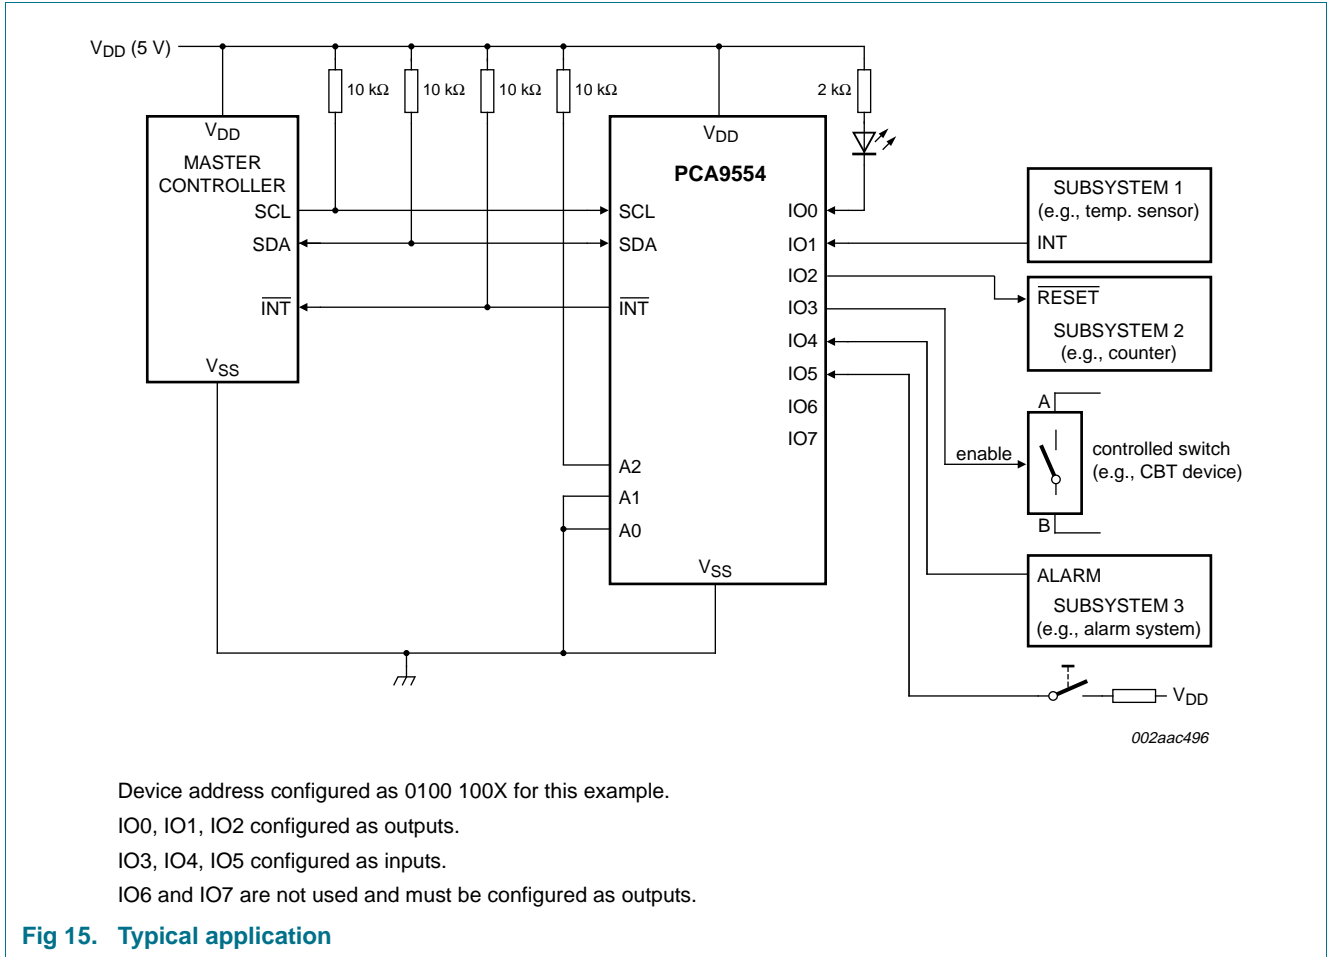 VDD (5 V)
10 kΩ
10 kΩ
10 kΩ
10 kΩ
2 kΩ
VDD
MASTER
CONTROLLER
SCL
SDA
INT
VSS
VDD
PCA9554
SCL
SDA
INT
A2
A1
A0
VSS
IO0
IO1
IO2
IO3
IO4
IO5
IO6
IO7
SUBSYSTEM 1
(e.g., temp. sensor)
INT
RESET
SUBSYSTEM 2
(e.g., counter)
A
enable
B
controlled switch
(e.g., CBT device)
ALARM
SUBSYSTEM 3
(e.g., alarm system)
VDD
002aac496
Device address configured as 0100 100X for this example.
IO0, IO1, IO2 configured as outputs.
IO3, IO4, IO5 configured as inputs.
IO6 and IO7 are not used and must be configured as outputs.
Fig 15. Typical application